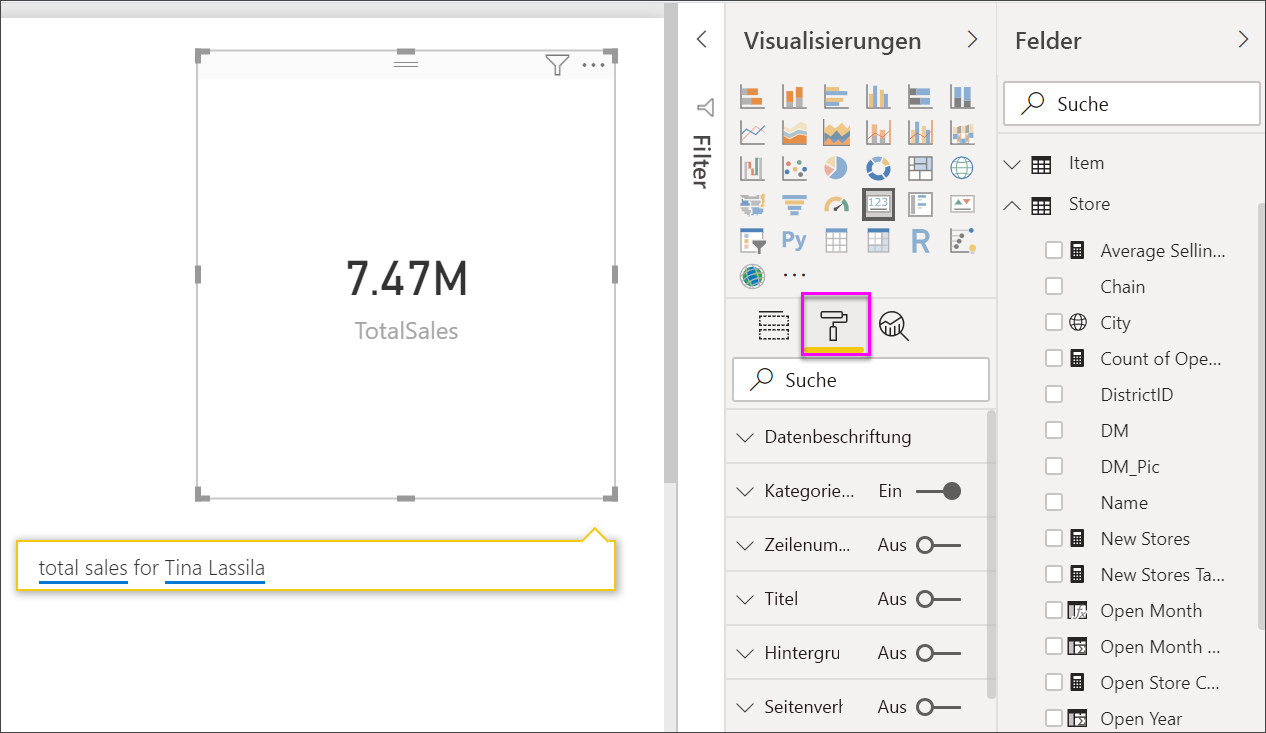 7.47M
TotalSales
total sales for Tina Lassila
Filter
Visualisierungen
123
Py
R
Suche
Datenbeschriftung
Kategorie... Ein
Zeilenum... Aus
Titel Aus
Hintergru Aus
Seitenverh Aus
Felder
Suche
Item
Store
Average Sellin...
Chain
City
Count of Ope...
DistrictID
DM
DM_Pic
Name
New Stores
New Stores Ta...
Open Month
Open Month ...
Open Store C...
Open Year